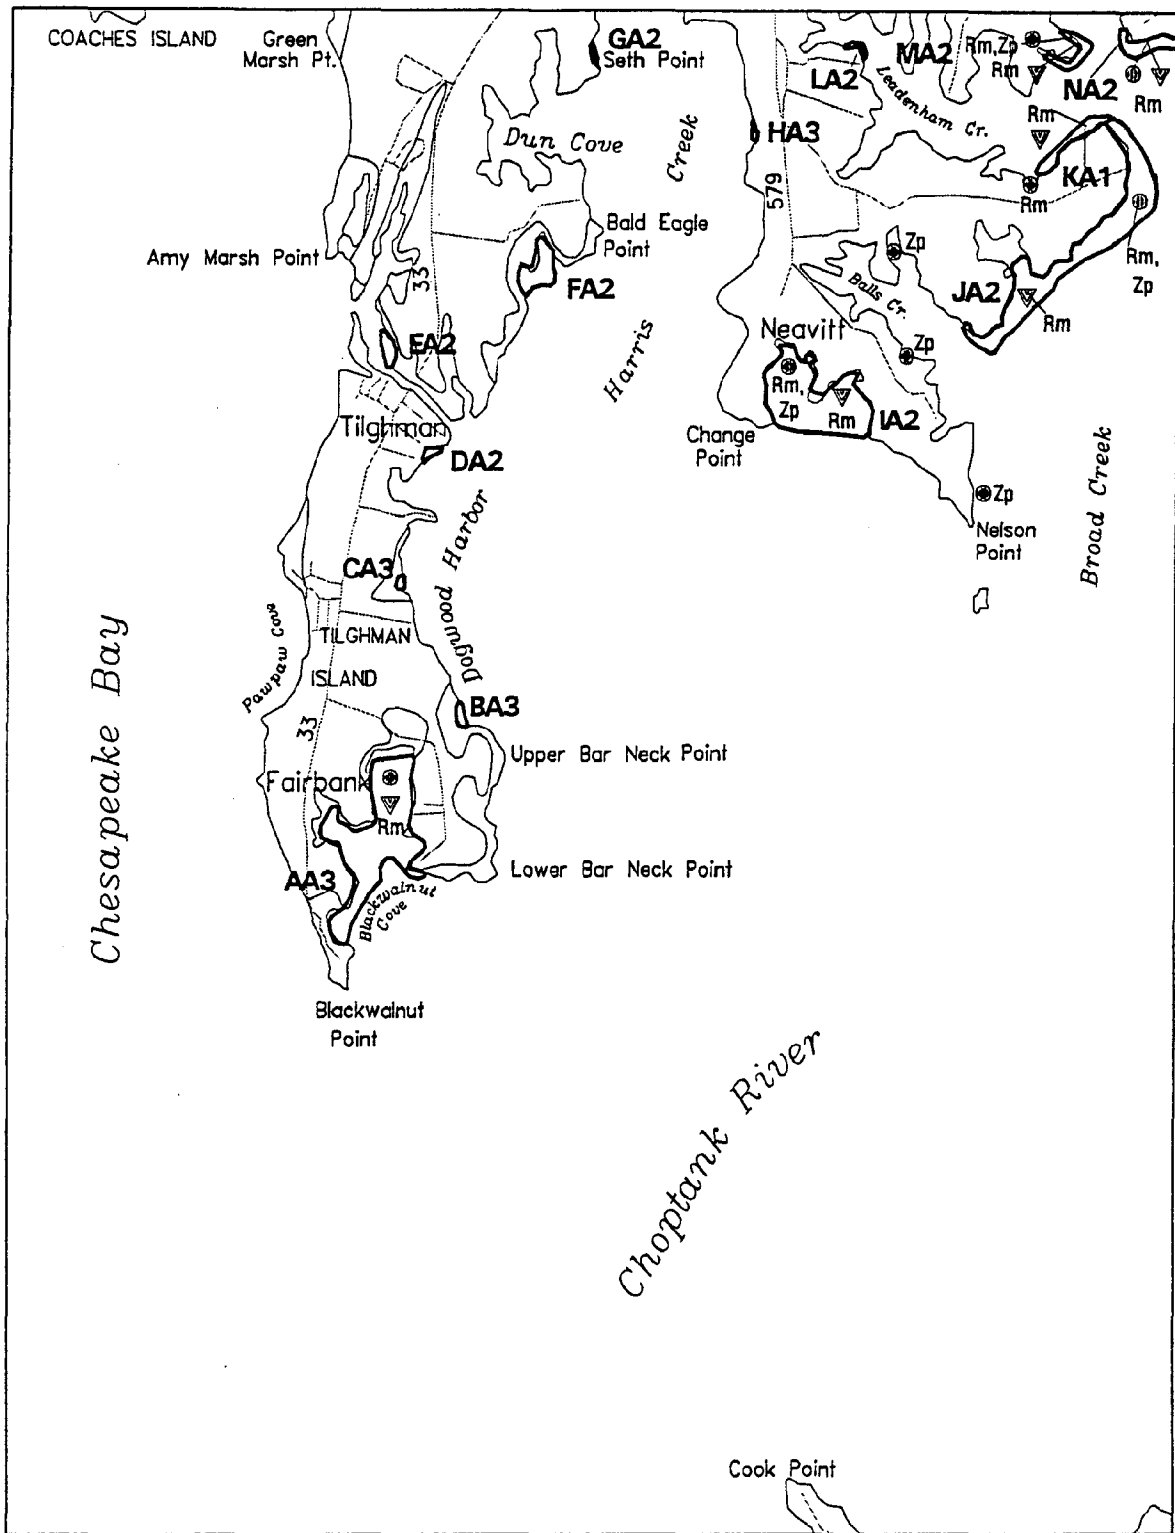 COACHES ISLAND
Green
Marsh Pt.
GA2
Seth Point
LA2
MA2
Rm,Zp
Rm
NA2
Rm
Leadenham Cr.
Dun Cove
Creek
HA3
579
Rm
KA1
Rm
Rm,
Zp
Bald Eagle
Point
Amy Marsh Point
33
FA2
Zp
Balls Cr.
JA2
Rm
EA2
Harris
Neavitt
Zp
Rm,
Zp
Rm
IA2
Tilghman
DA2
Change
Point
Zp
Nelson
Point
Broad Creek
Dogwood Harbor
CA3
TILGHMAN
ISLAND
Pawpaw Cove
Chesapeake Bay
BA3
33
Upper Bar Neck Point
Fairbank
Rm
AA3
Lower Bar Neck Point
Blackwalnut
Cove
Blackwalnut
Point
Choptank River
Cook Point